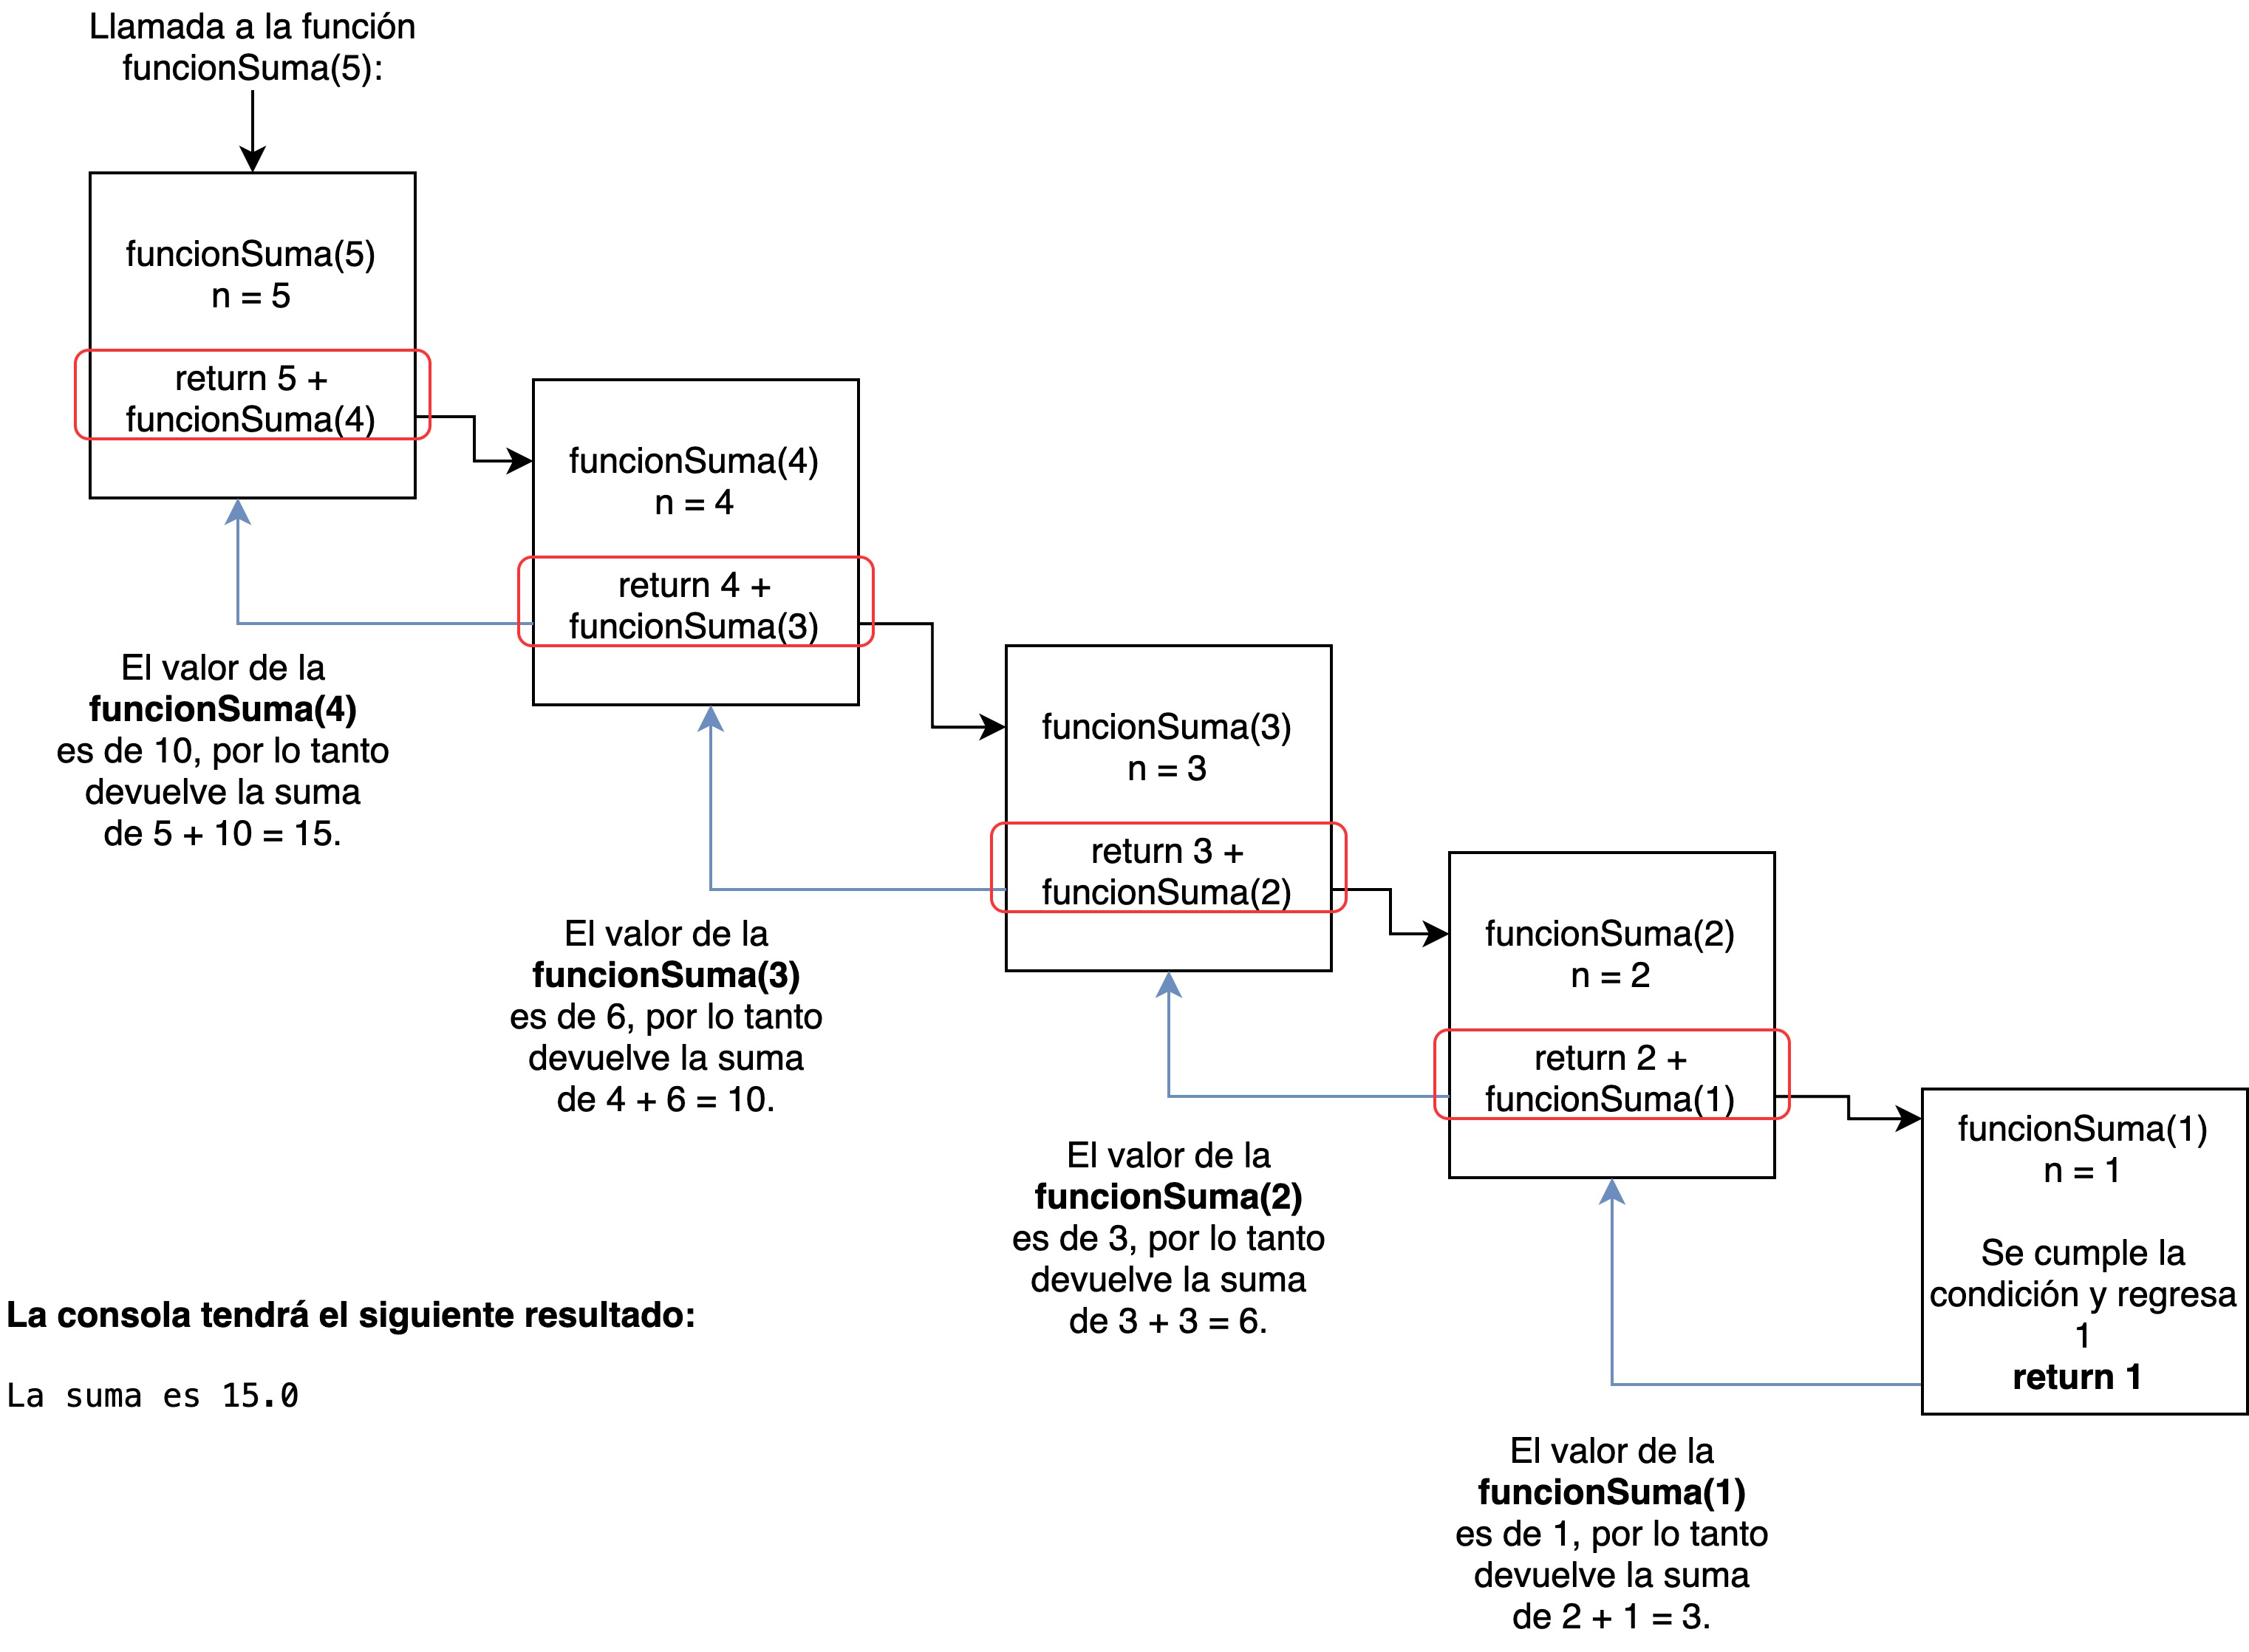 Llamada a la función
funcionSuma(5):
funcionSuma(5)
n = 5
return 5 +
funcionSuma(4)
funcionSuma(4)
n = 4
return 4 +
funcionSuma(3)
El valor de la
funcionSuma(4)
es de 10, por lo tanto
devuelve la suma
de 5 + 10 = 15.
funcionSuma(3)
n = 3
return 3 +
funcionSuma(2)
El valor de la
funcionSuma(3)
es de 6, por lo tanto
devuelve la suma
de 4 + 6 = 10.
funcionSuma(2)
n = 2
return 2 +
funcionSuma(1)
El valor de la
funcionSuma(2)
es de 3, por lo tanto
devuelve la suma
de 3 + 3 = 6.
funcionSuma(1)
n = 1
Se cumple la
condición y regresa
1
return 1
El valor de la
funcionSuma(1)
es de 1, por lo tanto
devuelve la suma
de 2 + 1 = 3.
La consola tendrá el siguiente resultado:
La suma es 15.0